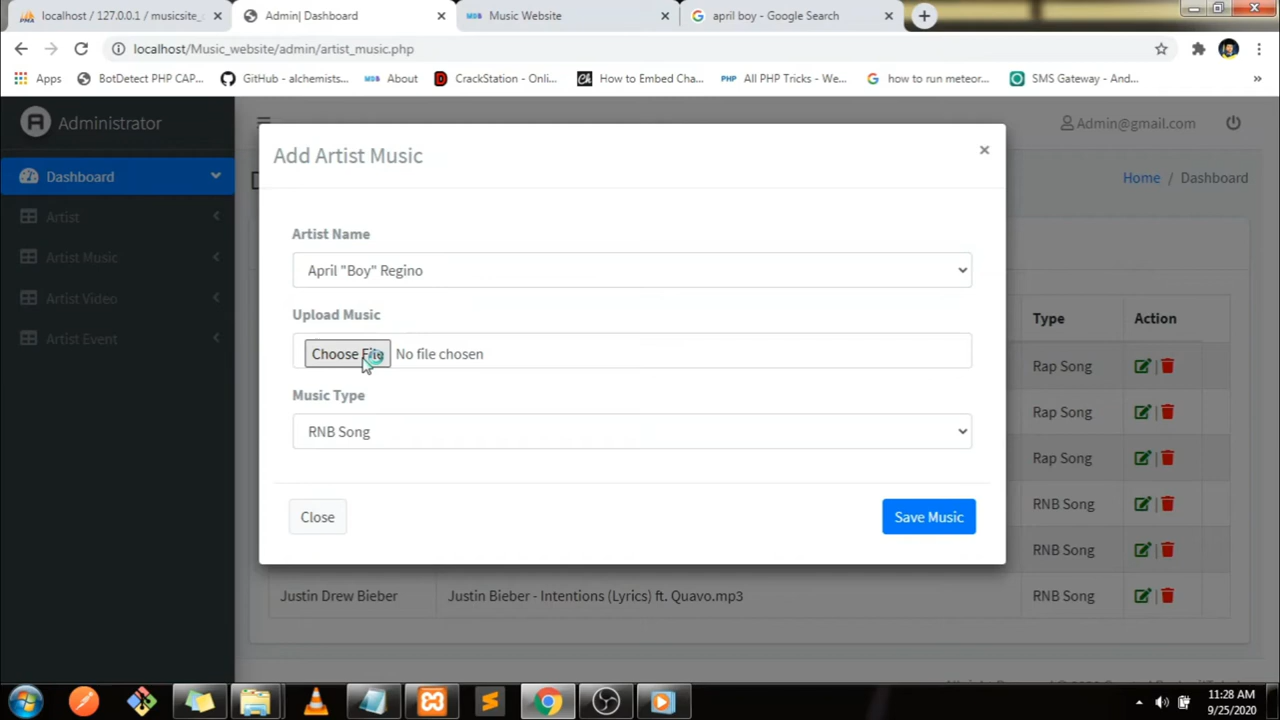 localhost / 127.0.0.1 / musicsite_
Admin| Dashboard
Music Website
april boy - Google Search
localhost/Music_website/admin/artist_music.php
Apps
BotDetect PHP CAP...
GitHub - alchemists...
About
CrackStation - Onli...
How to Embed Cha...
All PHP Tricks - We...
how to run meteor...
SMS Gateway - And...
»
Administrator
Admin@gmail.com
Add Artist Music
×
Dashboard
Home / Dashboard
Artist
Artist Name
Artist Music
April "Boy" Regino
Artist Video
Upload Music
Type
Action
Artist Event
Choose File
No file chosen
Rap Song
Music Type
Rap Song
RNB Song
Rap Song
RNB Song
Close
Save Music
RNB Song
Justin Drew Bieber
Justin Bieber - Intentions (Lyrics) ft. Quavo.mp3
RNB Song
11:28 AM
9/25/2020